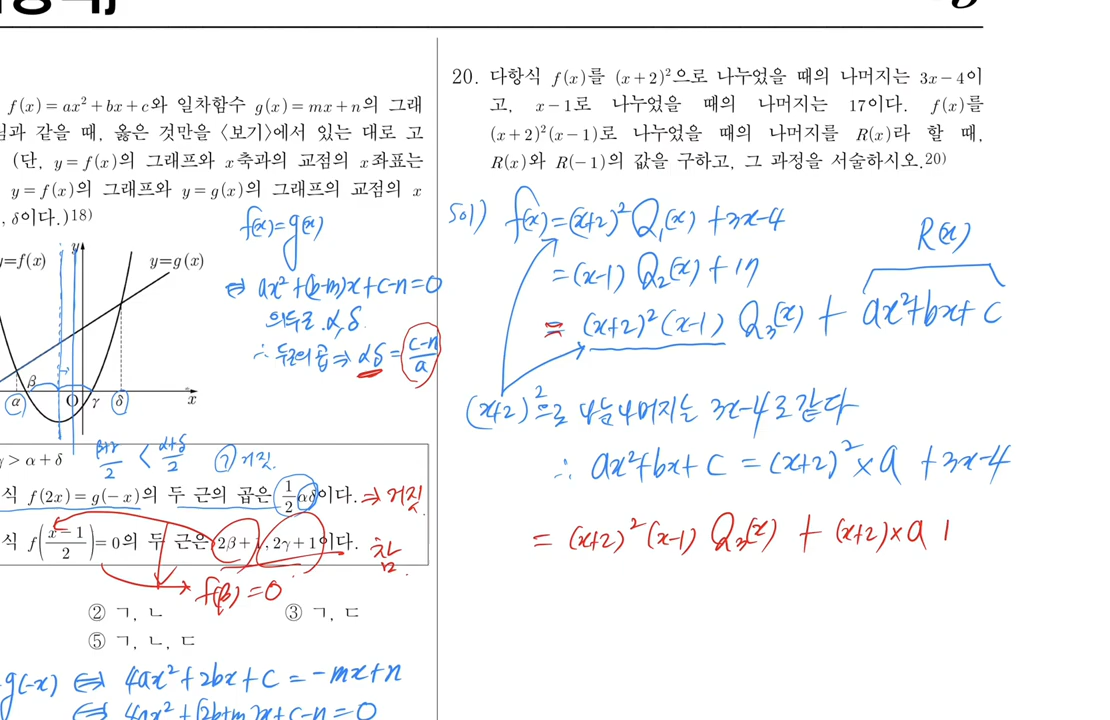 f(x)=ax²+bx+c와 일차함수 g(x)=mx+n의 그래
같을 때, 옳은 것만을 〈보기〉에서 있는 대로 고
(단, y=f(x)의 그래프와 x축과의 교점의 x좌표는
y=f(x)의 그래프와 y=g(x)의 그래프의 교점의 x
, δ이다.)18)
f(x)=g(x)
⇔ ax²+(b-m)x+c-n=0
의 두근 α, δ.
∴ 두근의 곱 ⇒ αδ = (c-n)/a
y=f(x)
y
y=g(x)
β
α
O
γ
δ
x
γ>α+δ
(β+γ)/2 < (α+δ)/2
㉠ 거짓.
식 f(2x)=g(-x)의 두 근의 곱은 1/2 αδ이다. ⇒ 거짓
식 f((x-1)/2)=0의 두 근은 2β+1, 2γ+1이다. 참
f(β)=0
② ㄱ, ㄴ
③ ㄱ, ㄷ
⑤ ㄱ, ㄴ, ㄷ
g(-x) ⇔ 4ax²+2bx+c = -mx+n
⇔ 4ax²+(2b+m)x+c-n=0
20. 다항식 f(x)를 (x+2)²으로 나누었을 때의 나머지는 3x-4이
고, x-1로 나누었을 때의 나머지는 17이다. f(x)를
(x+2)²(x-1)로 나누었을 때의 나머지를 R(x)라 할 때,
R(x)와 R(-1)의 값을 구하고, 그 과정을 서술하시오.20)
Sol) f(x)=(x+2)²Q₁(x)+3x-4
R(x)
=(x-1)Q₂(x)+17
=(x+2)²(x-1)Q₃(x)+ax²+bx+c
(x+2)²으로 나눈 나머지는 3x-4로 같다
∴ ax²+bx+c=(x+2)²×a+3x-4
=(x+2)²(x-1)Q₃(x)+(x+2)×a